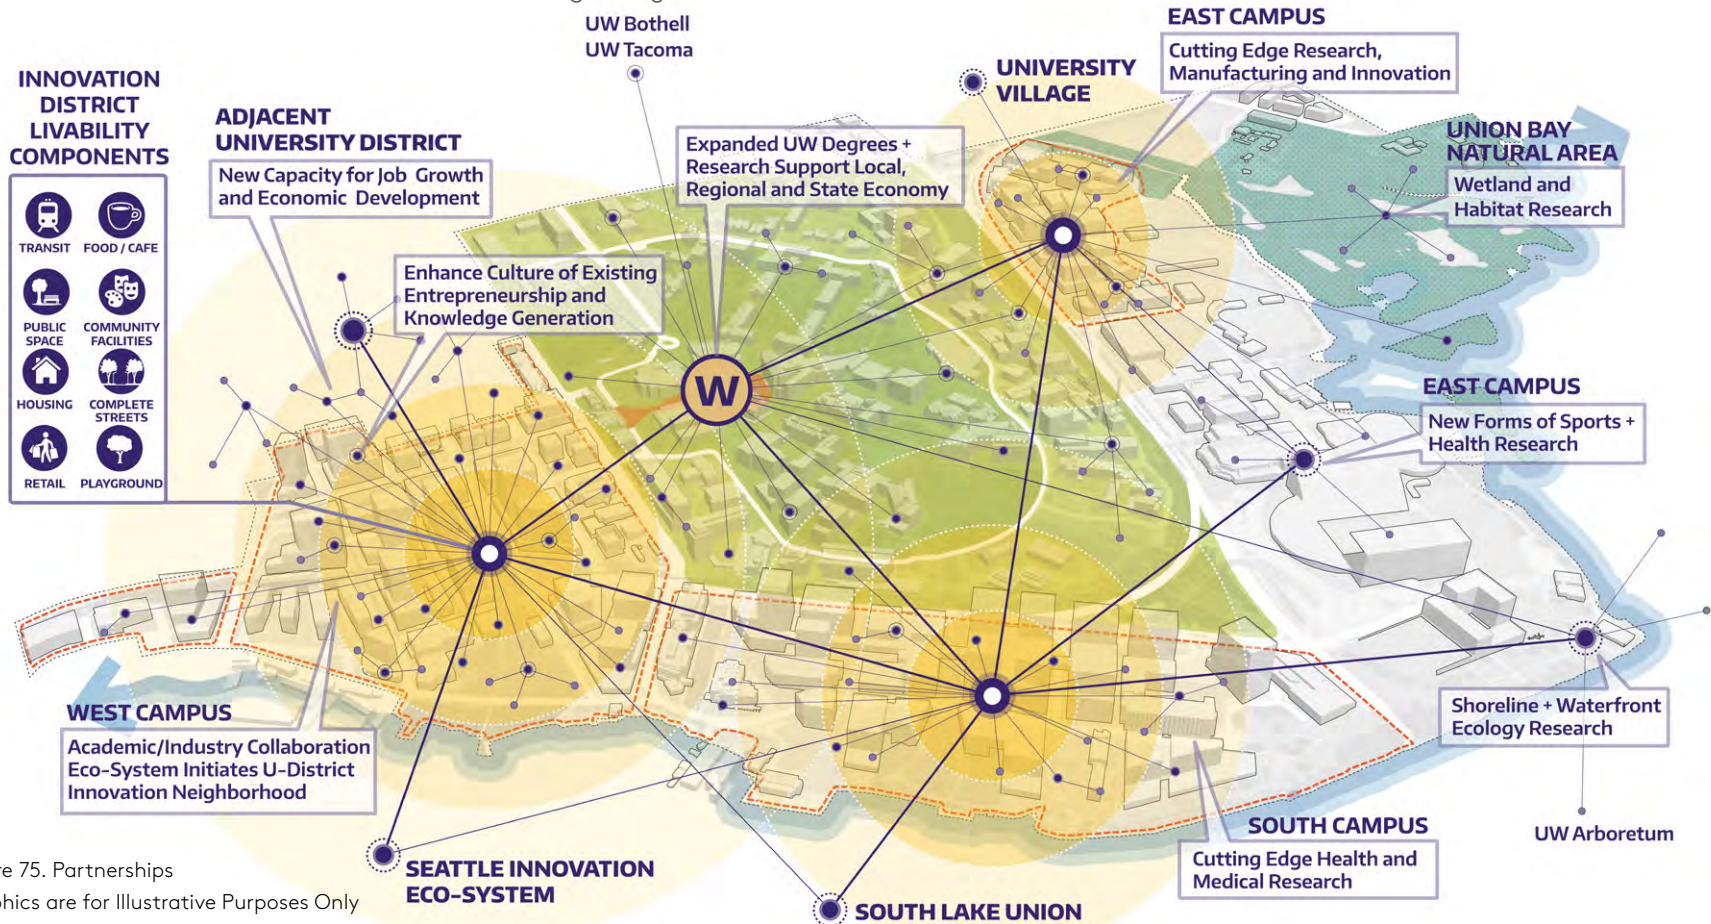 UW Bothell
UW Tacoma
EAST CAMPUS
Cutting Edge Research,
Manufacturing and Innovation
UNIVERSITY
VILLAGE
INNOVATION
DISTRICT
LIVABILITY
COMPONENTS
TRANSIT
FOOD / CAFE
PUBLIC
SPACE
COMMUNITY
FACILITIES
HOUSING
COMPLETE
STREETS
RETAIL
PLAYGROUND
ADJACENT
UNIVERSITY DISTRICT
New Capacity for Job Growth
and Economic Development
Expanded UW Degrees +
Research Support Local,
Regional and State Economy
UNION BAY
NATURAL AREA
Wetland and
Habitat Research
Enhance Culture of Existing
Entrepreneurship and
Knowledge Generation
W
EAST CAMPUS
New Forms of Sports +
Health Research
WEST CAMPUS
Academic/Industry Collaboration
Eco-System Initiates U-District
Innovation Neighborhood
Shoreline + Waterfront
Ecology Research
UW Arboretum
SOUTH CAMPUS
Cutting Edge Health and
Medical Research
SEATTLE INNOVATION
ECO-SYSTEM
SOUTH LAKE UNION
re 75. Partnerships
phics are for Illustrative Purposes Only